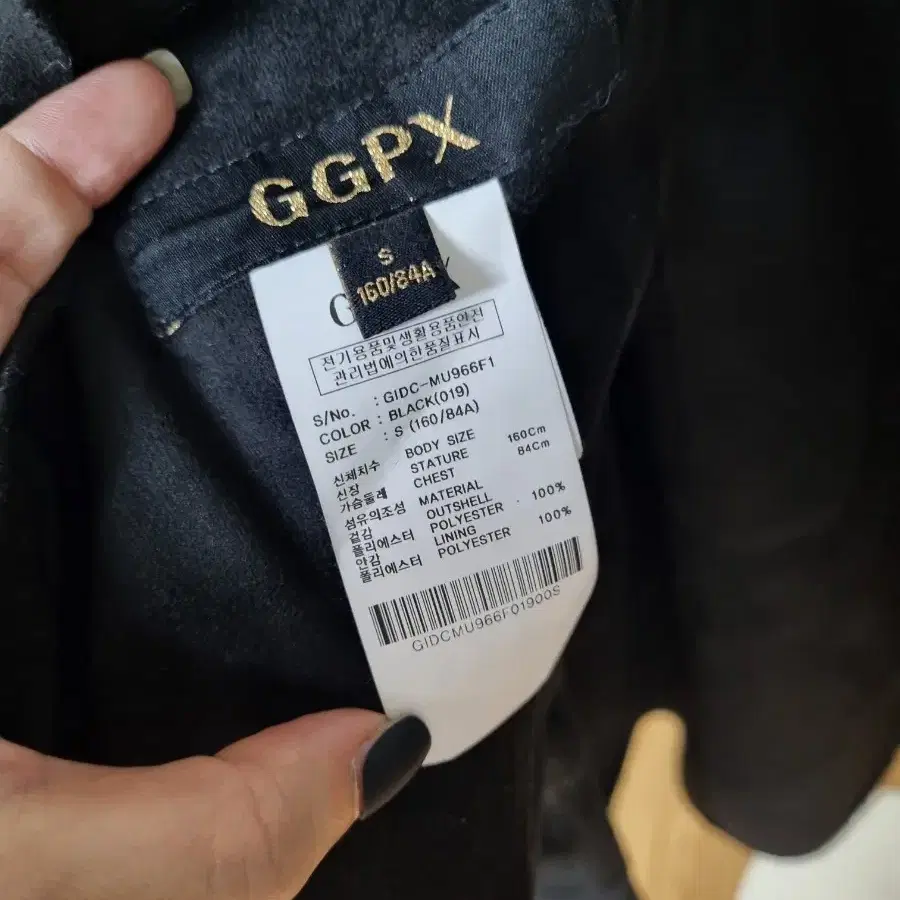 GGPX
S
160/84A
G
전기용품및생활용품안전
관리법에의한품질표시
S/No. : GIDC-MU966F1
COLOR : BLACK(019)
SIZE : S (160/84A)
신체치수 BODY SIZE
신장 STATURE 160Cm
가슴둘레 CHEST 84Cm
섬유의조성 MATERIAL
겉감 OUTSHELL
폴리에스터 POLYESTER · 100%
안감 LINING
폴리에스터 POLYESTER 100%
GIDCMU966F01900S